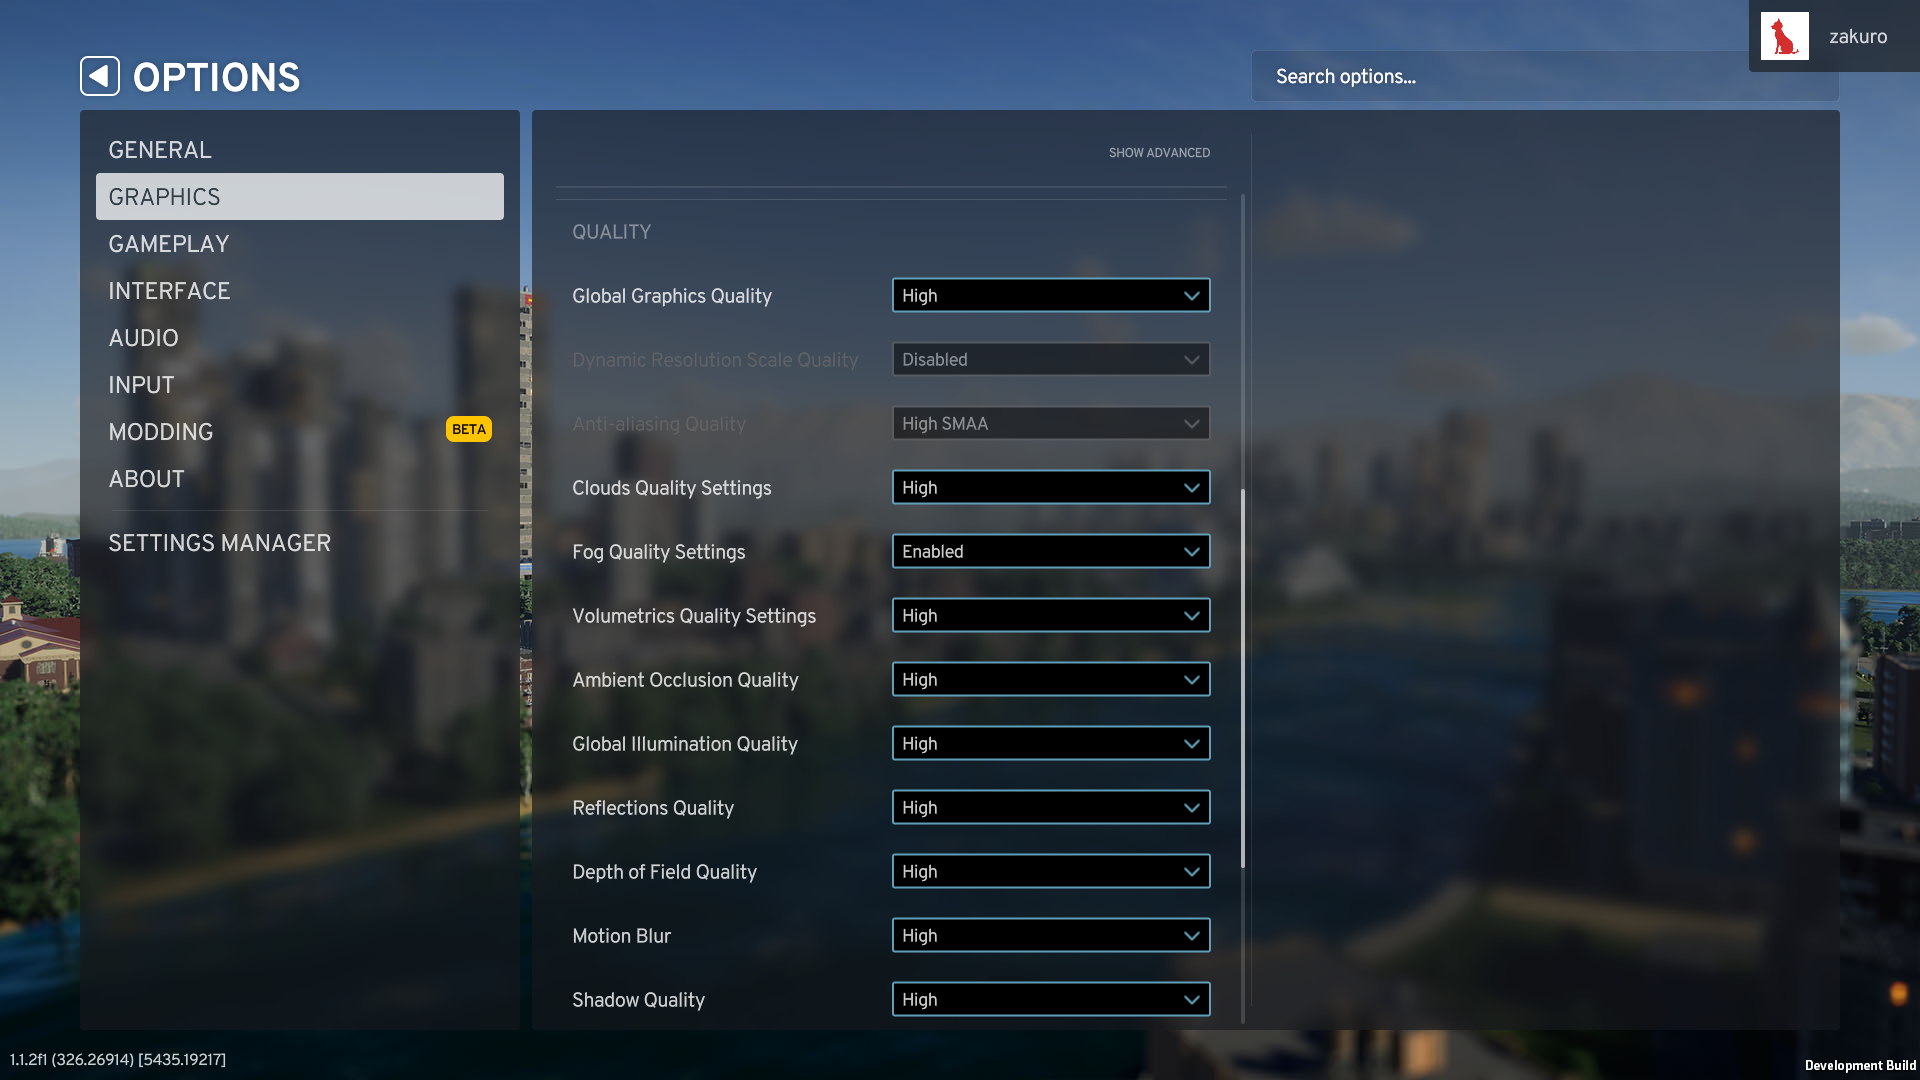 zakuro
OPTIONS
Search options...
GENERAL
GRAPHICS
GAMEPLAY
INTERFACE
AUDIO
INPUT
MODDING BETA
ABOUT
SETTINGS MANAGER
SHOW ADVANCED
QUALITY
Global Graphics Quality High
Dynamic Resolution Scale Quality Disabled
Anti-aliasing Quality High SMAA
Clouds Quality Settings High
Fog Quality Settings Enabled
Volumetrics Quality Settings High
Ambient Occlusion Quality High
Global Illumination Quality High
Reflections Quality High
Depth of Field Quality High
Motion Blur High
Shadow Quality High
1.1.2f1 (326.26914) [5435.19217]
Development Build